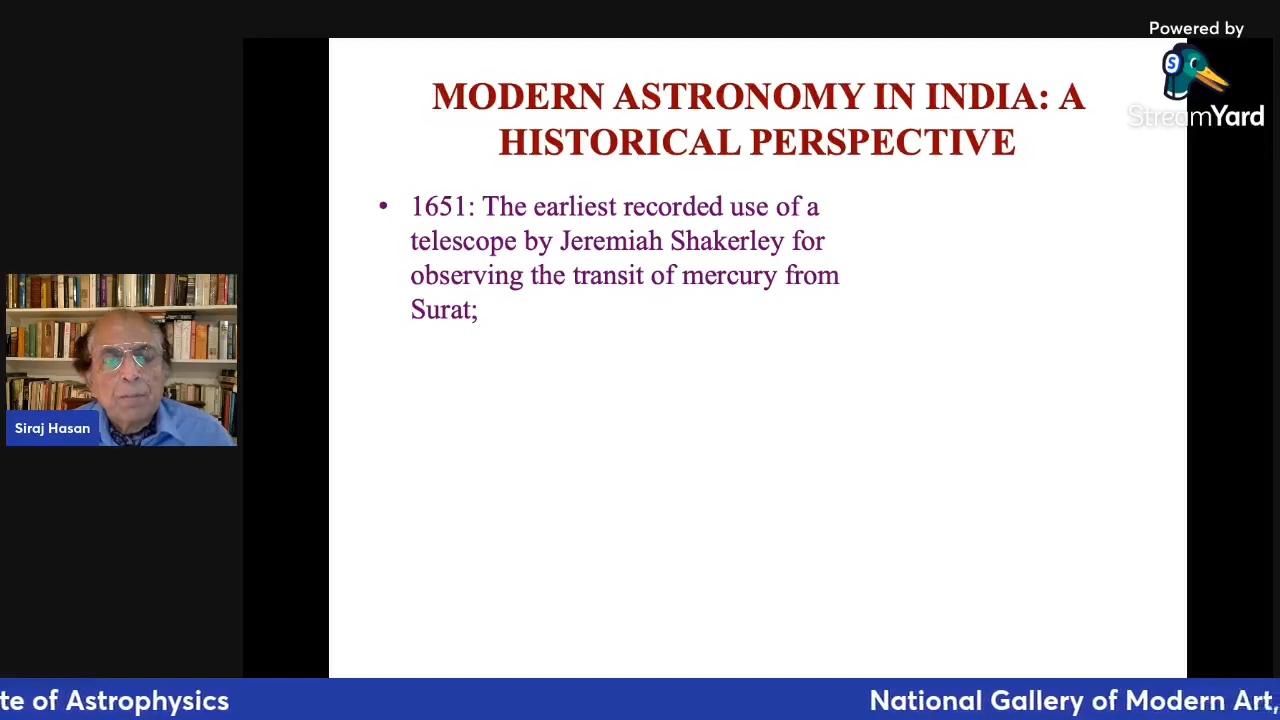 Powered by
StreamYard
MODERN ASTRONOMY IN INDIA: A
HISTORICAL PERSPECTIVE
• 1651: The earliest recorded use of a
telescope by Jeremiah Shakerley for
observing the transit of mercury from
Surat;
Siraj Hasan
te of Astrophysics
National Gallery of Modern Art,